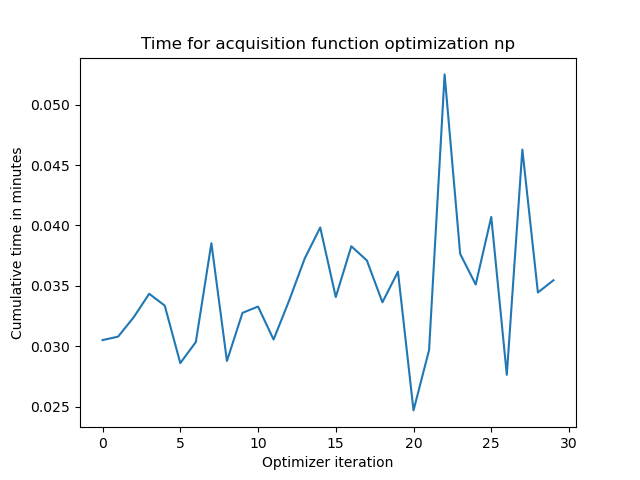 Time for acquisition function optimization np
0.050
0.045
0.040
0.035
0.030
0.025
Cumulative time in minutes
0 5 10 15 20 25 30
Optimizer iteration